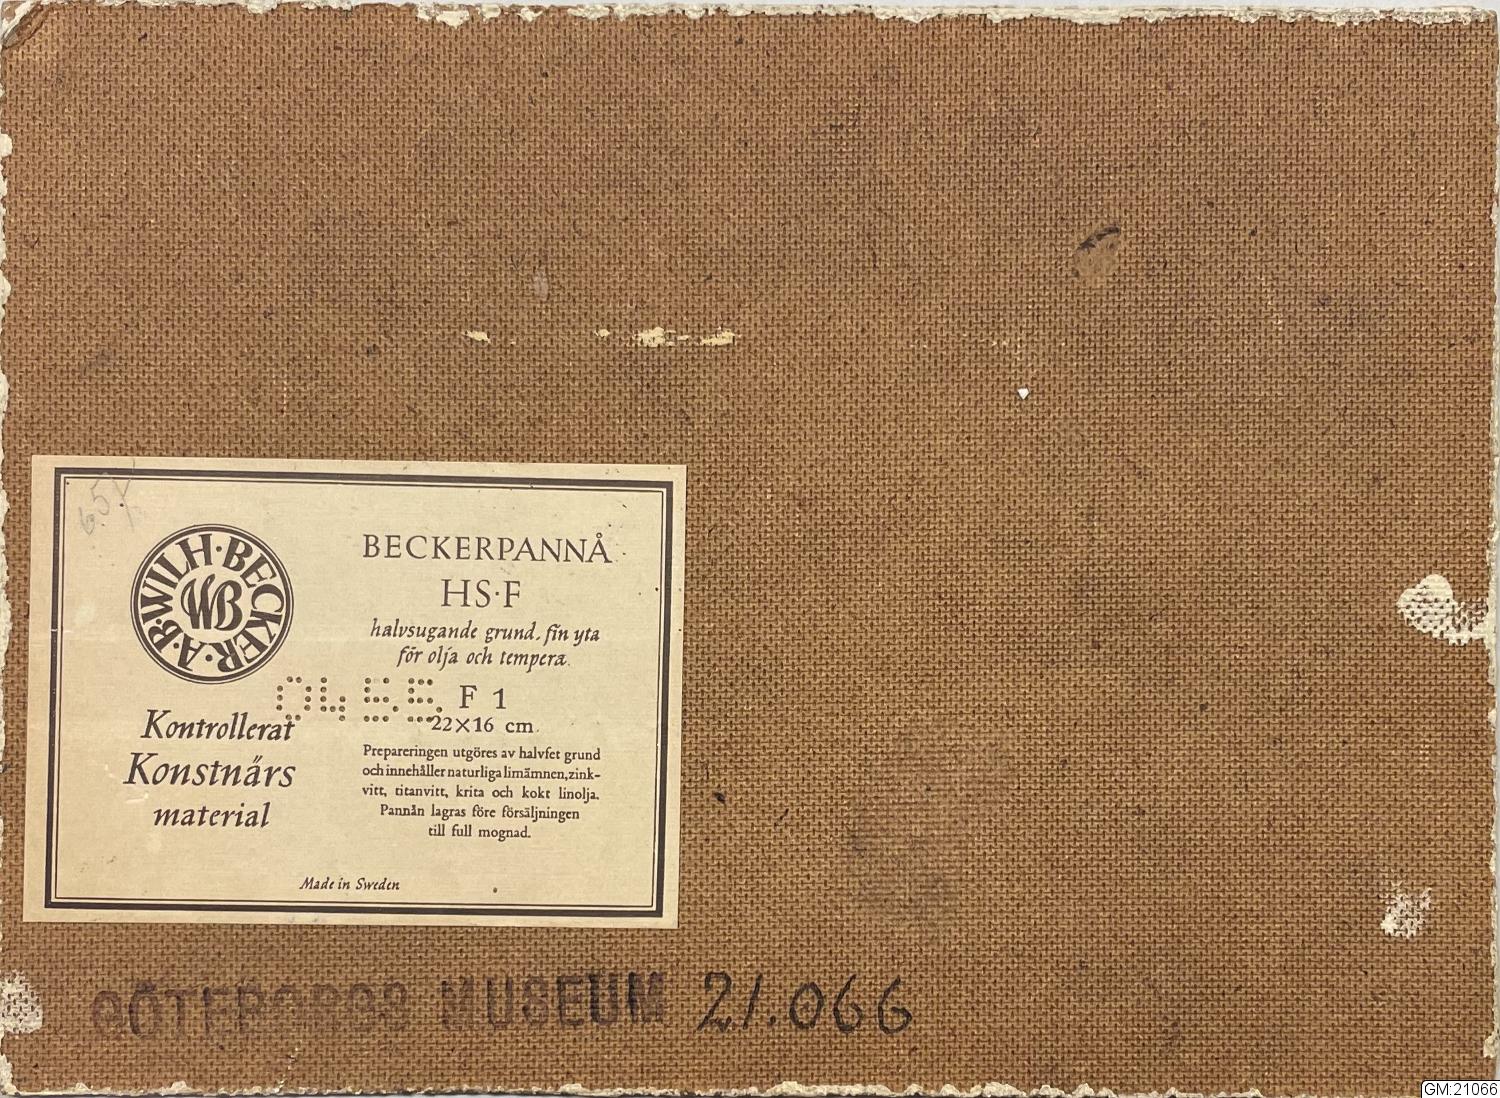 A·B·WILH·BECKER·
WB
Kontrollerat
Konstnärs
material
BECKERPANNÅ
HS·F
halvsugande grund, fin yta
för olja och tempera.
0455
F 1
22×16 cm.
Prepareringen utgöres av halvfet grund
och innehåller naturliga limämnen, zink-
vitt, titanvitt, krita och kokt linolja.
Pannån lagras före försäljningen
till full mognad.
Made in Sweden
GÖTEBORGS MUSEUM 21.066
GM:21066